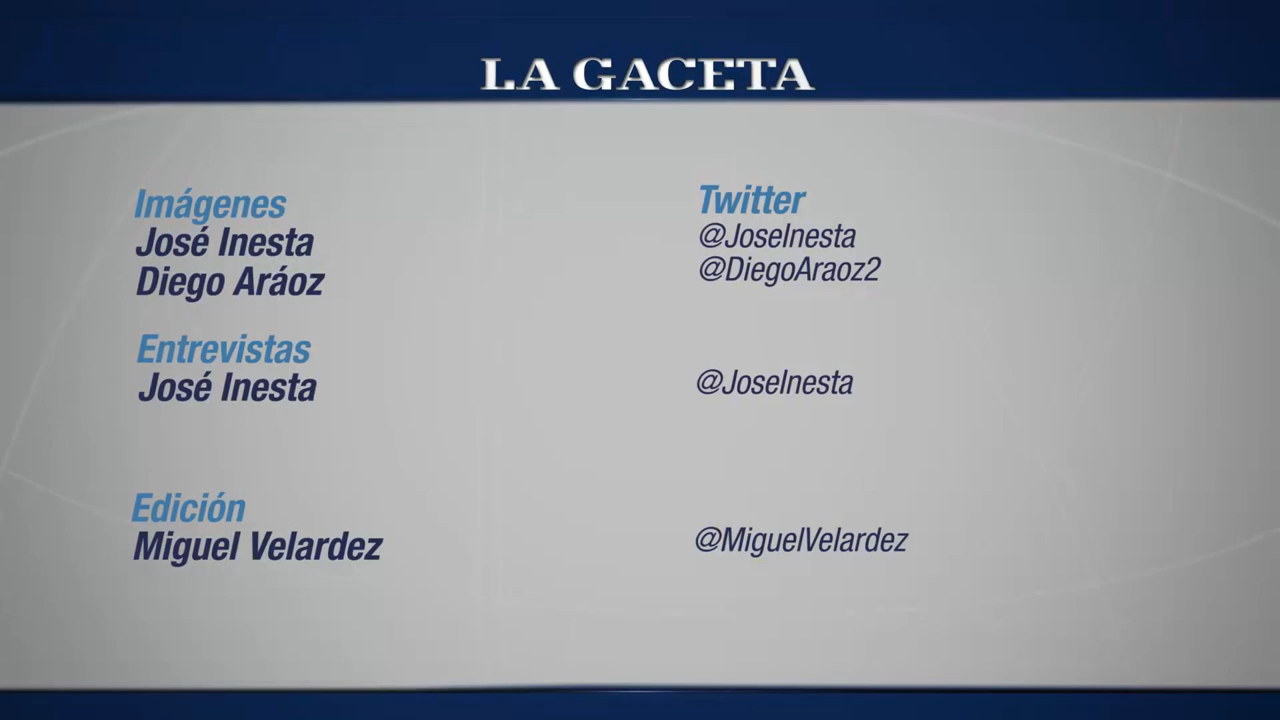 LA GACETA
Imágenes
José Inesta
Diego Aráoz
Twitter
@JoseInesta
@DiegoAraoz2
Entrevistas
José Inesta
@JoseInesta
Edición
Miguel Velardez
@MiguelVelardez